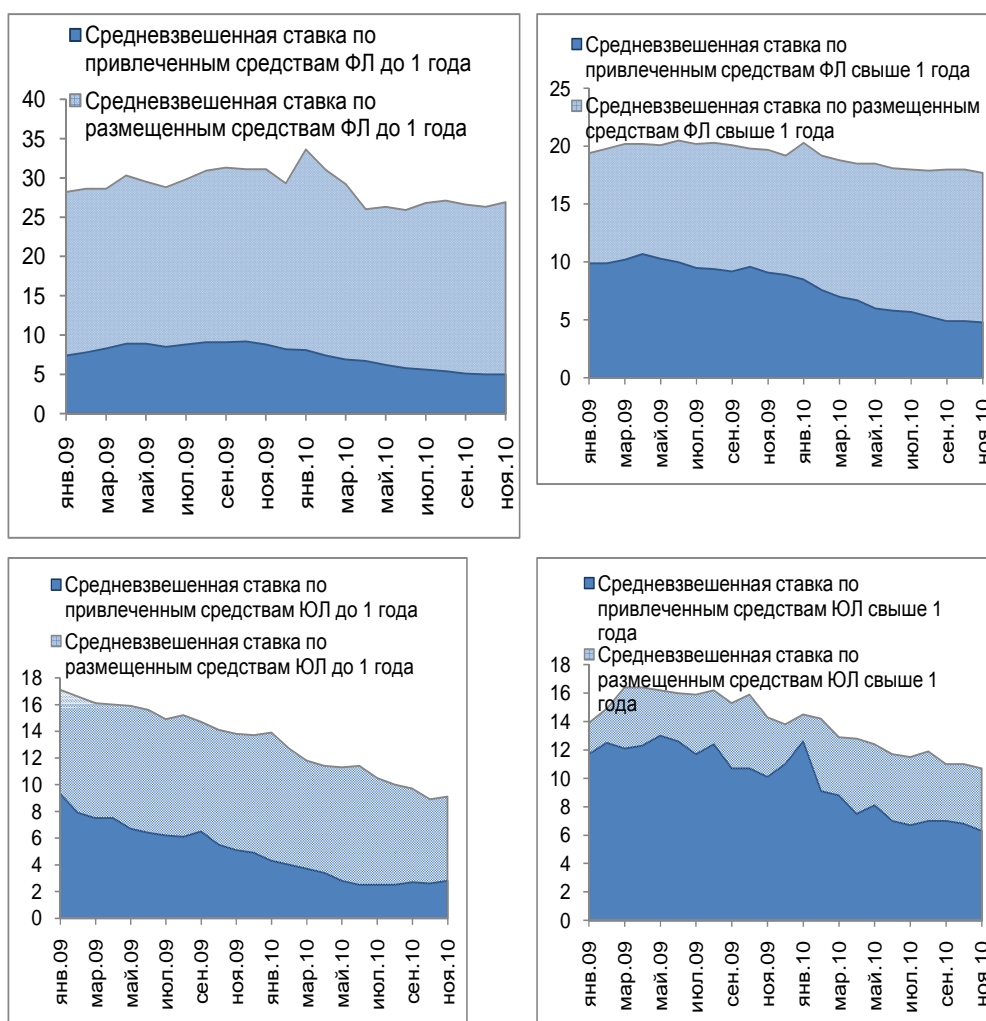 Средневзвешенная ставка по
привлеченным средствам ФЛ до 1 года
Средневзвешенная ставка по
размещенным средствам ФЛ до 1 года
40
35
30
25
20
15
10
5
0
янв.09
мар.09
май.09
июл.09
сен.09
ноя.09
янв.10
мар.10
май.10
июл.10
сен.10
ноя.10
Средневзвешенная ставка по
привлеченным средствам ФЛ свыше 1 года
Средневзвешенная ставка по размещенным
средствам ФЛ свыше 1 года
25
20
15
10
5
0
янв.09
мар.09
май.09
июл.09
сен.09
ноя.09
янв.10
мар.10
май.10
июл.10
сен.10
ноя.10
Средневзвешенная ставка по
привлеченным средствам ЮЛ до 1 года
Средневзвешенная ставка по
размещенным средствам ЮЛ до 1 года
18
16
14
12
10
8
6
4
2
0
янв.09
мар.09
май.09
июл.09
сен.09
ноя.09
янв.10
мар.10
май.10
июл.10
сен.10
ноя.10
Средневзвешенная ставка по
привлеченным средствам ЮЛ свыше 1
года
Средневзвешенная ставка по
размещенным средствам ЮЛ свыше 1
года
18
16
14
12
10
8
6
4
2
0
янв.09
мар.09
май.09
июл.09
сен.09
ноя.09
янв.10
мар.10
май.10
июл.10
сен.10
ноя.10